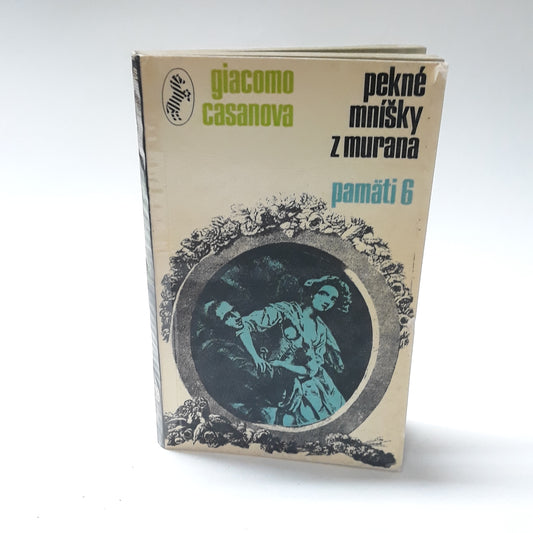 giacomo
casanova
pekné
mníšky
z murana
pamäti 6